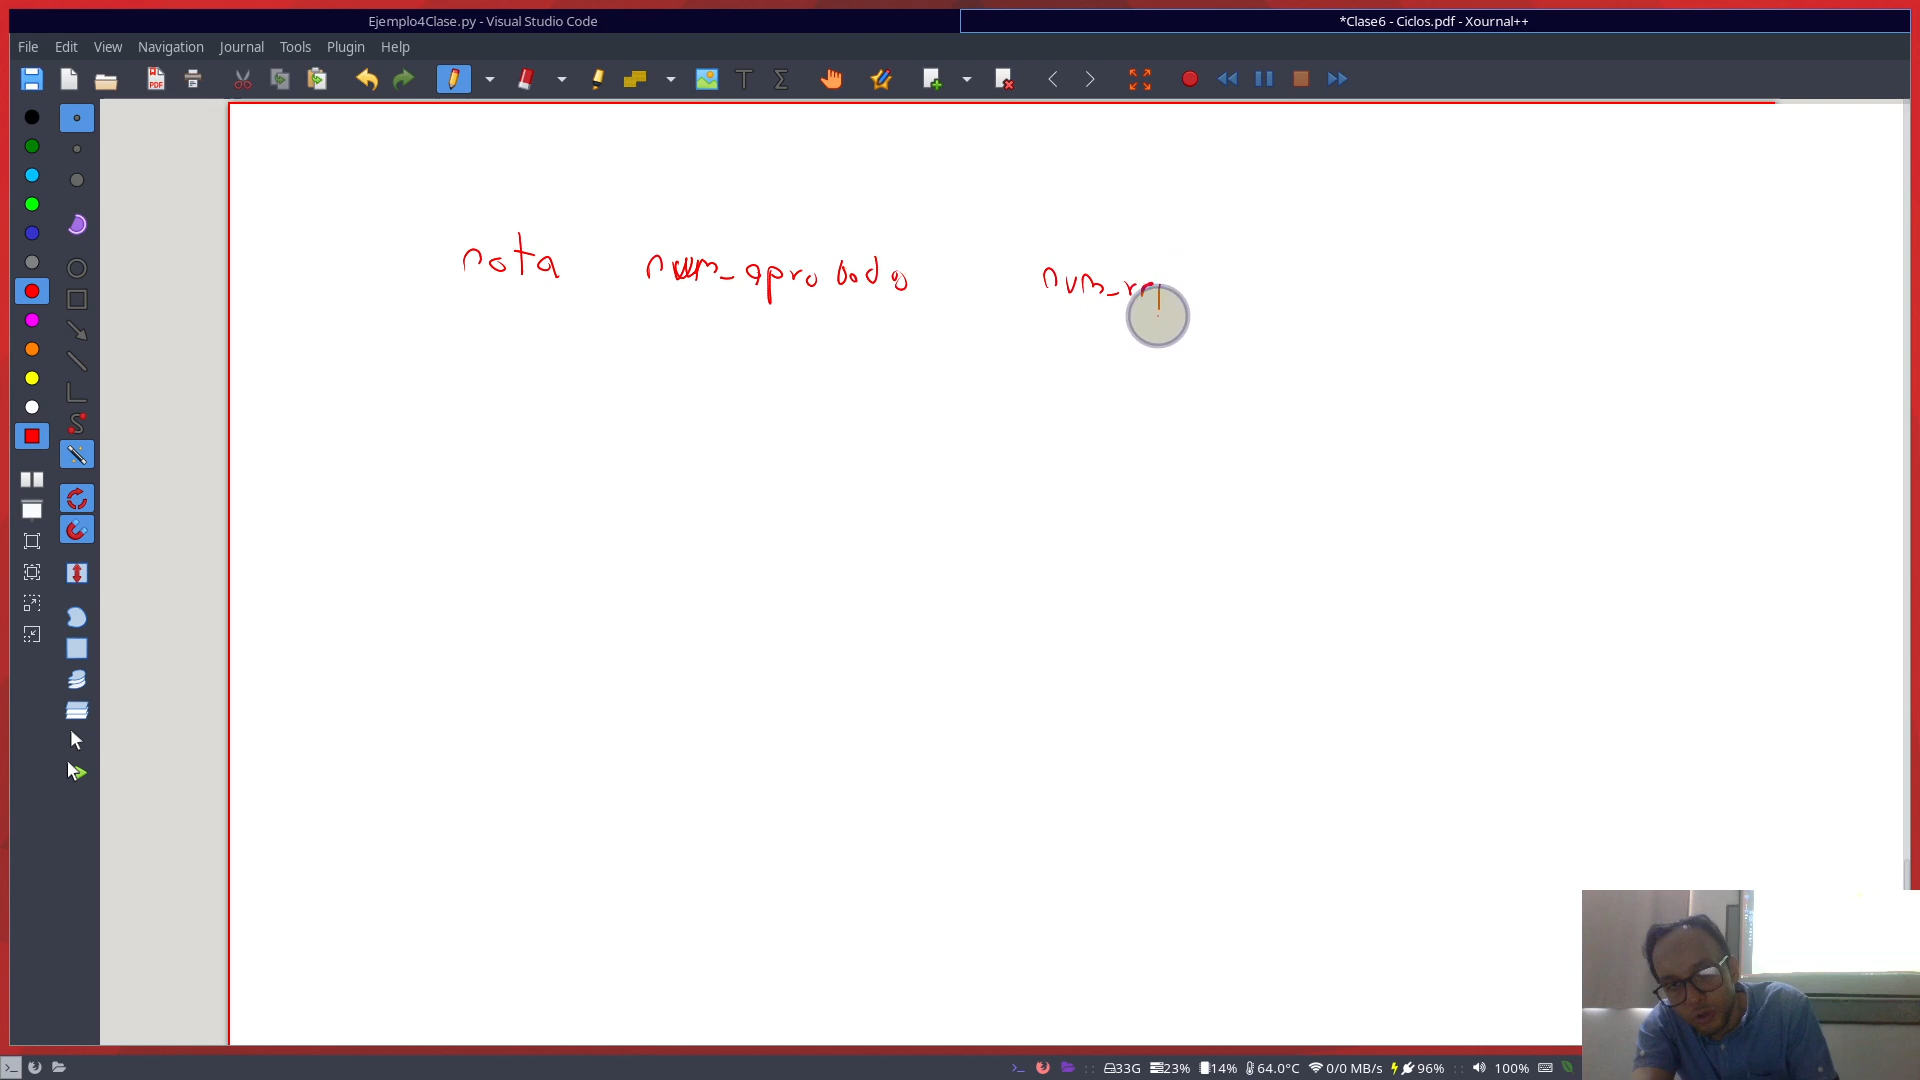 Ejemplo4Clase.py - Visual Studio Code
*Clase6 - Ciclos.pdf - Xournal++
File Edit View Navigation Journal Tools Plugin Help
nota num_aprobado num_re
33G 23% 14% 64.0°C 0/0 MB/s 96% 100%